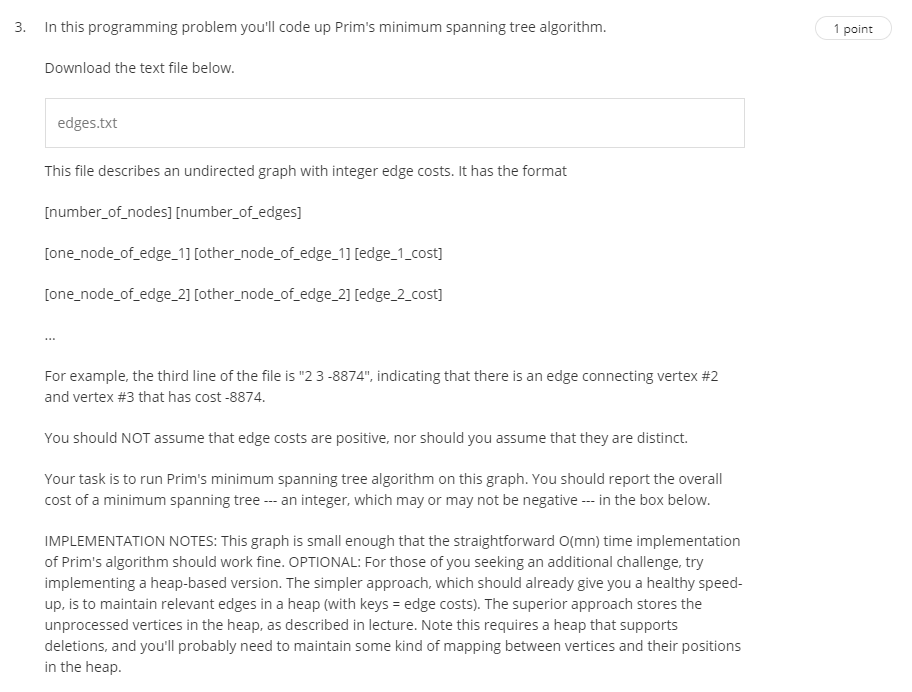 3. In this programming problem you'll code up Prim's minimum spanning tree algorithm.
1 point
Download the text file below.
edges.txt
This file describes an undirected graph with integer edge costs. It has the format
[number_of_nodes] [number_of_edges]
[one_node_of_edge_1] [other_node_of_edge_1] [edge_1_cost]
[one_node_of_edge_2] [other_node_of_edge_2] [edge_2_cost]
...
For example, the third line of the file is "2 3 -8874", indicating that there is an edge connecting vertex #2
and vertex #3 that has cost -8874.
You should NOT assume that edge costs are positive, nor should you assume that they are distinct.
Your task is to run Prim's minimum spanning tree algorithm on this graph. You should report the overall
cost of a minimum spanning tree --- an integer, which may or may not be negative --- in the box below.
IMPLEMENTATION NOTES: This graph is small enough that the straightforward O(mn) time implementation
of Prim's algorithm should work fine. OPTIONAL: For those of you seeking an additional challenge, try
implementing a heap-based version. The simpler approach, which should already give you a healthy speed-
up, is to maintain relevant edges in a heap (with keys = edge costs). The superior approach stores the
unprocessed vertices in the heap, as described in lecture. Note this requires a heap that supports
deletions, and you'll probably need to maintain some kind of mapping between vertices and their positions
in the heap.